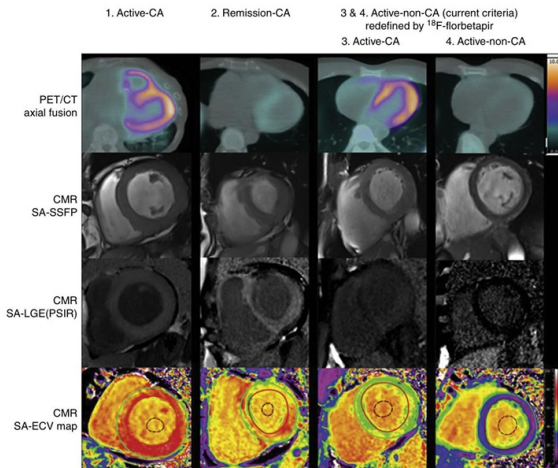 1. Active-CA
2. Remission-CA
3 & 4. Active-non-CA (current criteria)
redefined by 18F-florbetapir
3. Active-CA
4. Active-non-CA
PET/CT
axial fusion
CMR
SA-SSFP
CMR
SA-LGE(PSIR)
CMR
SA-ECV map